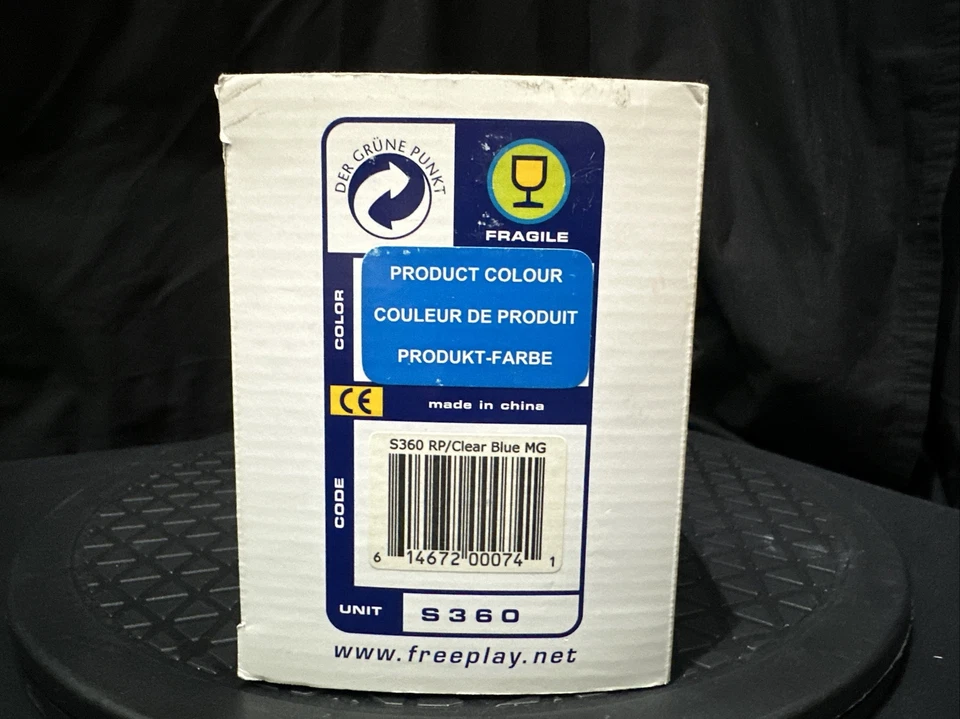 DER GRÜNE PUNKT
FRAGILE
COLOR
PRODUCT COLOUR
COULEUR DE PRODUIT
PRODUKT-FARBE
CE
made in china
CODE
S360 RP/Clear Blue MG
6 14672 00074 1
UNIT
S360
www.freeplay.net